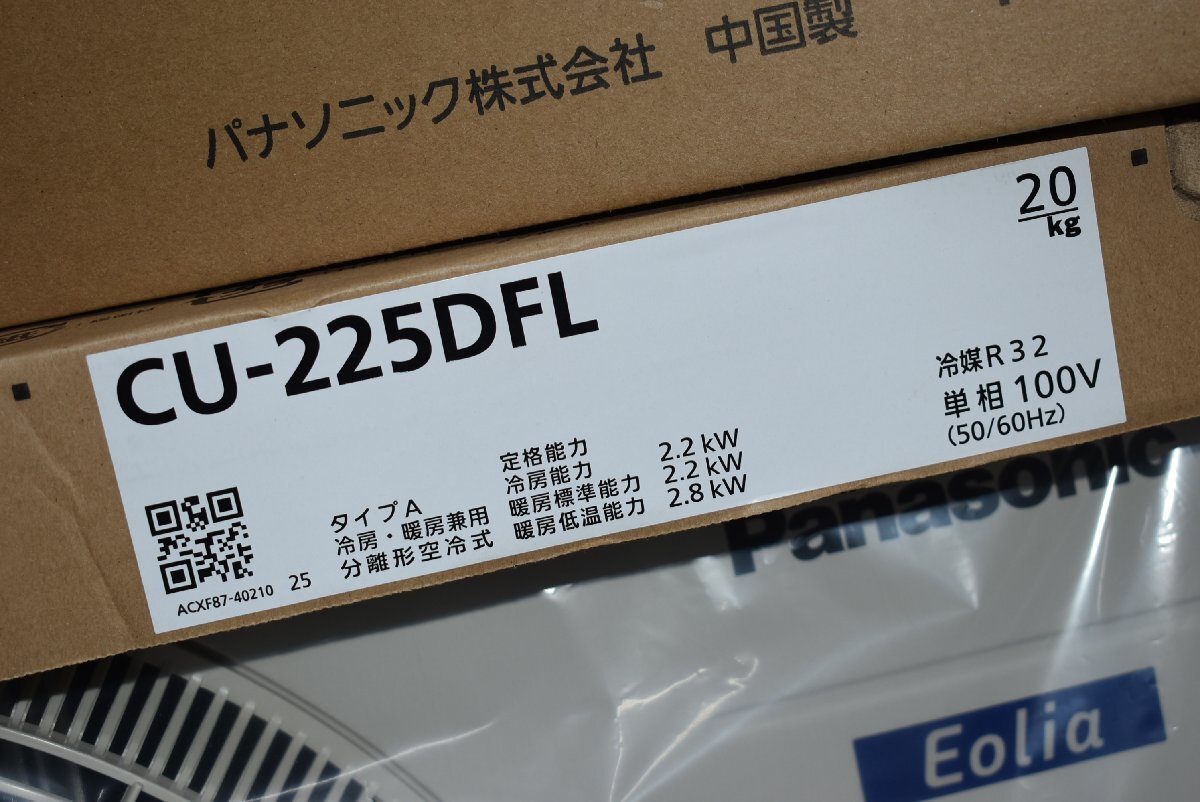 パナソニック株式会社 中国製
20
kg
CU-225DFL
冷媒R32
単相 100V
(50/60Hz)
定格能力
冷房能力 2.2 kW
暖房標準能力 2.2 kW
暖房低温能力 2.8 kW
タイプA
冷房・暖房兼用
分離形空冷式
ACXF87-40210 25
Panasonic
Eolia